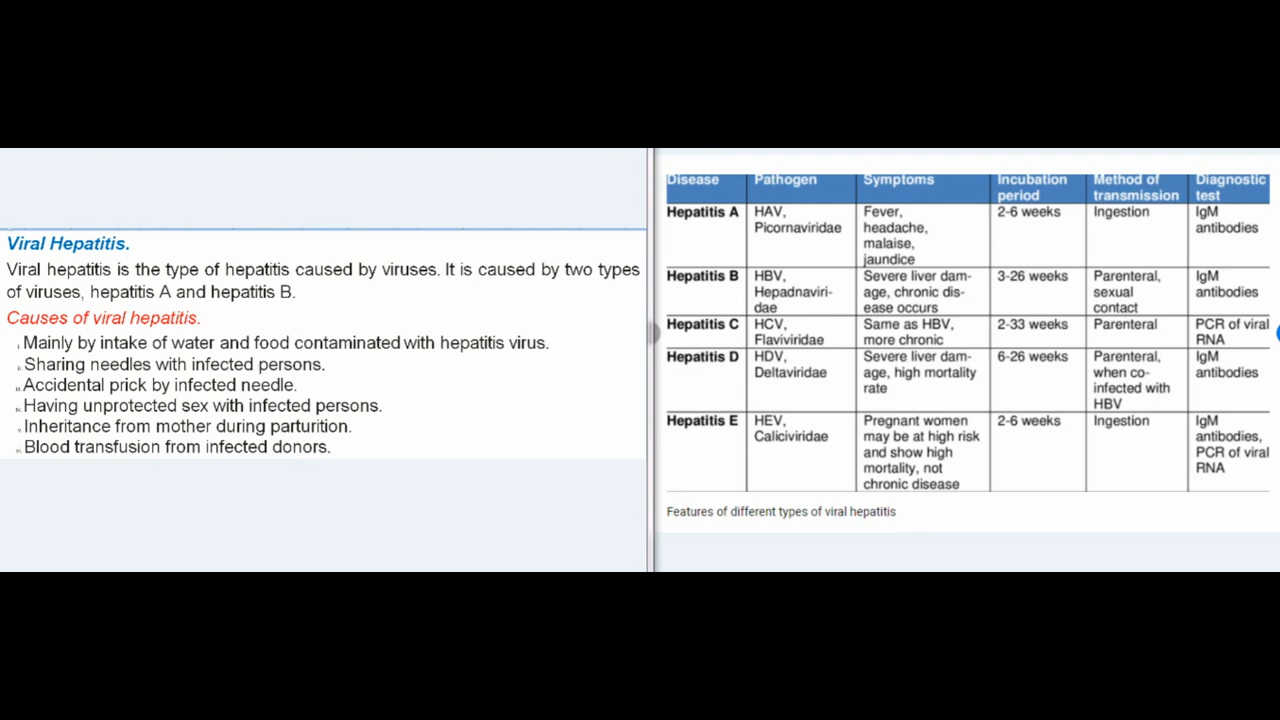 Viral Hepatitis.
Viral hepatitis is the type of hepatitis caused by viruses. It is caused by two types
of viruses, hepatitis A and hepatitis B.
Causes of viral hepatitis.
i. Mainly by intake of water and food contaminated with hepatitis virus.
ii. Sharing needles with infected persons.
iii. Accidental prick by infected needle.
iv. Having unprotected sex with infected persons.
v. Inheritance from mother during parturition.
vi. Blood transfusion from infected donors.
Disease Pathogen Symptoms Incubation period Method of transmission Diagnostic test
Hepatitis A HAV, Picornaviridae Fever, headache, malaise, jaundice 2-6 weeks Ingestion IgM antibodies
Hepatitis B HBV, Hepadnaviri-dae Severe liver dam-age, chronic dis-ease occurs 3-26 weeks Parenteral, sexual contact IgM antibodies
Hepatitis C HCV, Flaviviridae Same as HBV, more chronic 2-33 weeks Parenteral PCR of viral RNA
Hepatitis D HDV, Deltaviridae Severe liver dam-age, high mortality rate 6-26 weeks Parenteral, when co-infected with HBV IgM antibodies
Hepatitis E HEV, Caliciviridae Pregnant women may be at high risk and show high mortality, not chronic disease 2-6 weeks Ingestion IgM antibodies, PCR of viral RNA
Features of different types of viral hepatitis